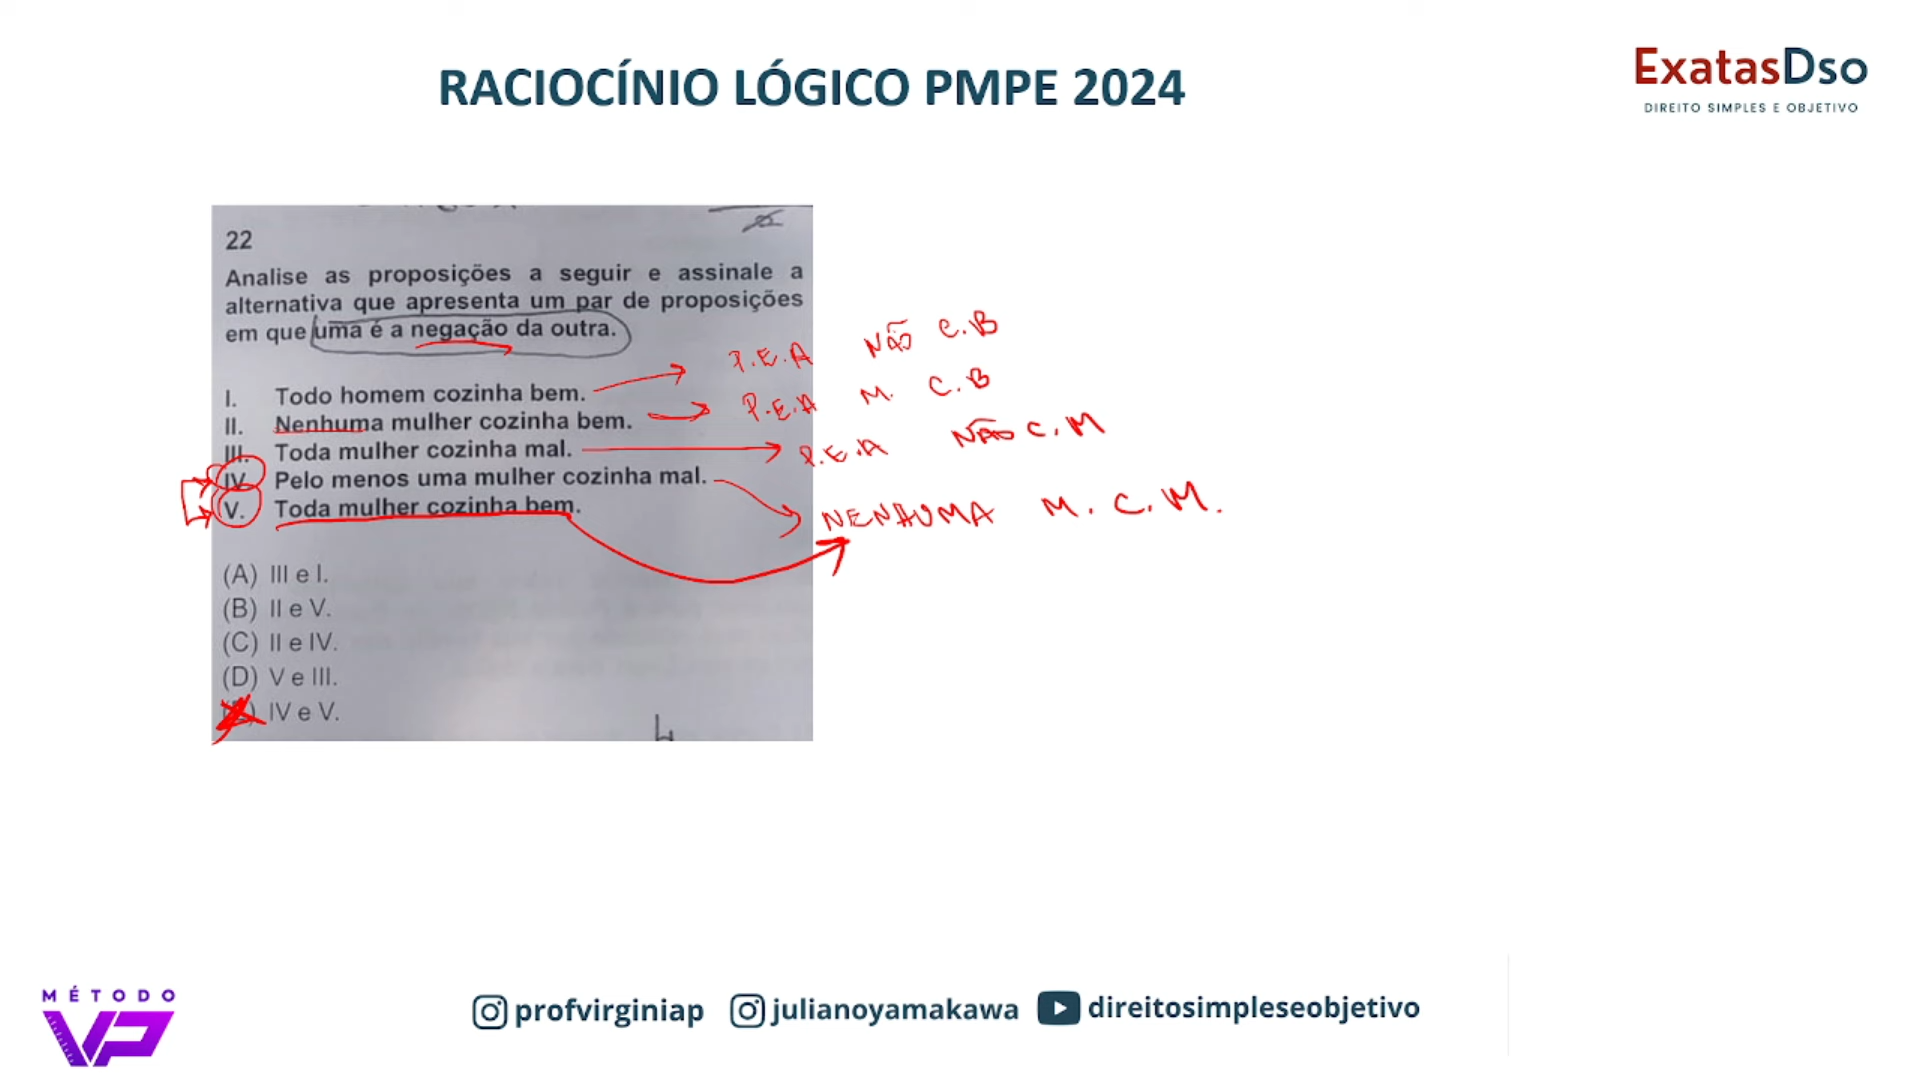 RACIOCÍNIO LÓGICO PMPE 2024
ExatasDso
DIREITO SIMPLES E OBJETIVO
22
Analise as proposições a seguir e assinale a
alternativa que apresenta um par de proposições
em que uma é a negação da outra.
I. Todo homem cozinha bem.
P.E.A NÃO C.B
II. Nenhuma mulher cozinha bem.
P.E.A M. C.B
III. Toda mulher cozinha mal.
P.E.A NÃO C.M
IV. Pelo menos uma mulher cozinha mal.
V. Toda mulher cozinha bem.
NENHUMA M. C. M.
(A) III e I.
(B) II e V.
(C) II e IV.
(D) V e III.
IV e V.
MÉTODO
VP
profvirginiap julianoyamakawa direitosimpleseobjetivo